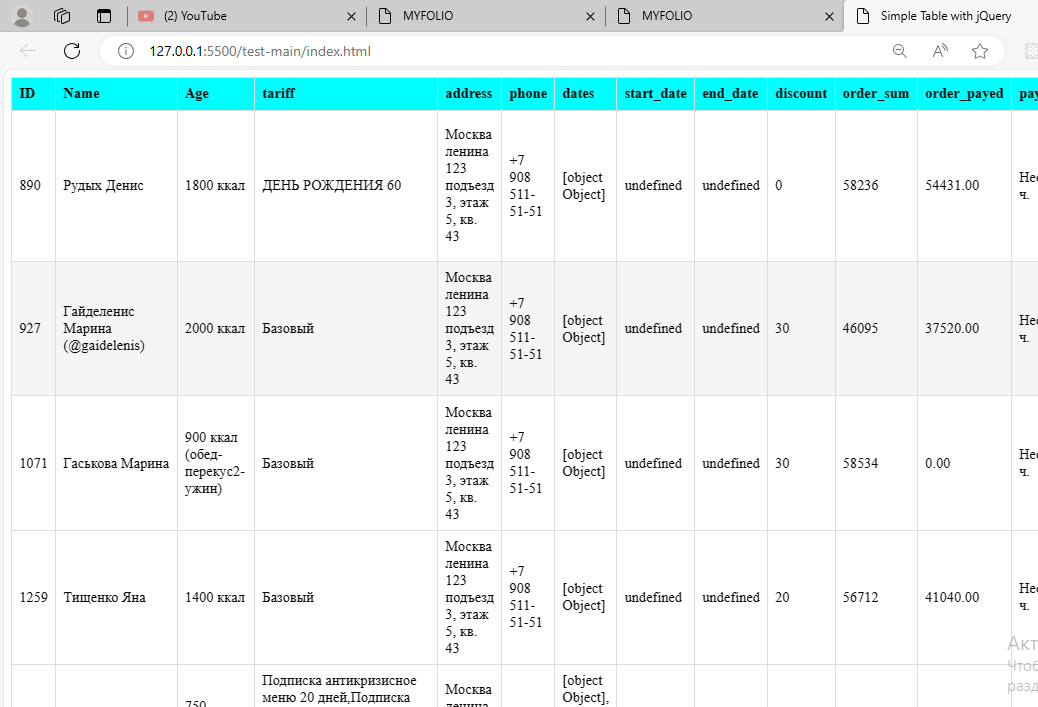 (2) YouTube
MYFOLIO
MYFOLIO
Simple Table with jQuery
127.0.0.1:5500/test-main/index.html
ID Name Age tariff address phone dates start_date end_date discount order_sum order_payed
890
Рудых Денис
1800 ккал
ДЕНЬ РОЖДЕНИЯ 60
Москва
ленина
123
подъезд
3, этаж
5, кв.
43
+7
908
511-
51-51
[object
Object]
undefined
undefined
0
58236
54431.00
ч.
927
Гайделенис
Марина
(@gaidelenis)
2000 ккал
Базовый
Москва
ленина
123
подъезд
3, этаж
5, кв.
43
+7
908
511-
51-51
[object
Object]
undefined
undefined
30
46095
37520.00
ч.
1071
Гаськова Марина
900 ккал
(обед-
перекус2-
ужин)
Базовый
Москва
ленина
123
подъезд
3, этаж
5, кв.
43
+7
908
511-
51-51
[object
Object]
undefined
undefined
30
58534
0.00
ч.
1259
Тищенко Яна
1400 ккал
Базовый
Москва
ленина
123
подъезд
3, этаж
5, кв.
43
+7
908
511-
51-51
[object
Object]
undefined
undefined
20
56712
41040.00
ч.
750
Подписка антикризисное
меню 20 дней,Подписка
Москва
ленина
[object
Object],